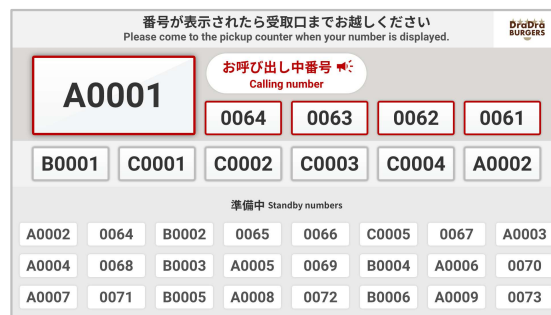 番号が表示されたら受取口までお越しください
Please come to the pickup counter when your number is displayed.
DraDra
BURGERS
A0001
お呼び出し中番号
Calling number
0064 0063 0062 0061
B0001 C0001 C0002 C0003 C0004 A0002
準備中 Standby numbers
A0002 0064 B0002 0065 0066 C0005 0067 A0003
A0004 0068 B0003 A0005 0069 B0004 A0006 0070
A0007 0071 B0005 A0008 0072 B0006 A0009 0073